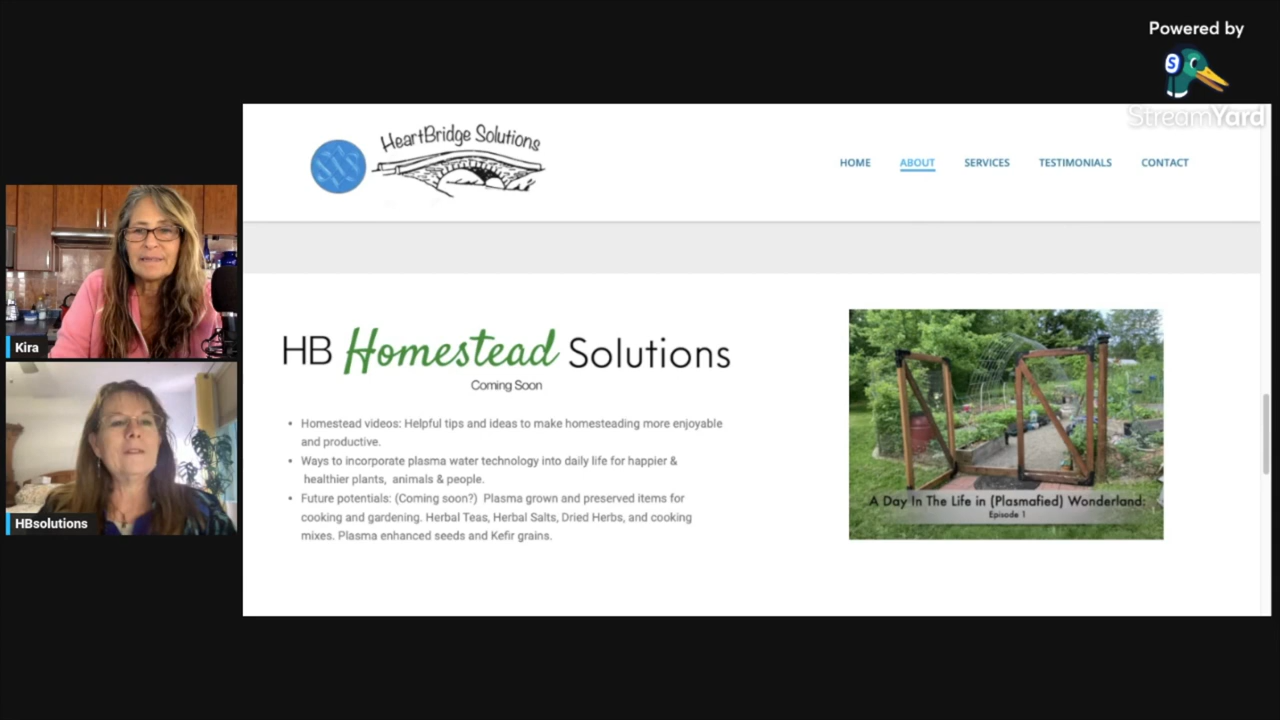 Powered by
S
StreamYard
HeartBridge Solutions
HOME ABOUT SERVICES TESTIMONIALS CONTACT
Kira
HBsolutions
HB Homestead Solutions
Coming Soon
• Homestead videos: Helpful tips and ideas to make homesteading more enjoyable
and productive.
• Ways to incorporate plasma water technology into daily life for happier &
healthier plants, animals & people.
• Future potentials: (Coming soon?) Plasma grown and preserved items for
cooking and gardening. Herbal Teas, Herbal Salts, Dried Herbs, and cooking
mixes. Plasma enhanced seeds and Kefir grains.
A Day In The Life in (Plasmafied) Wonderland:
Episode 1